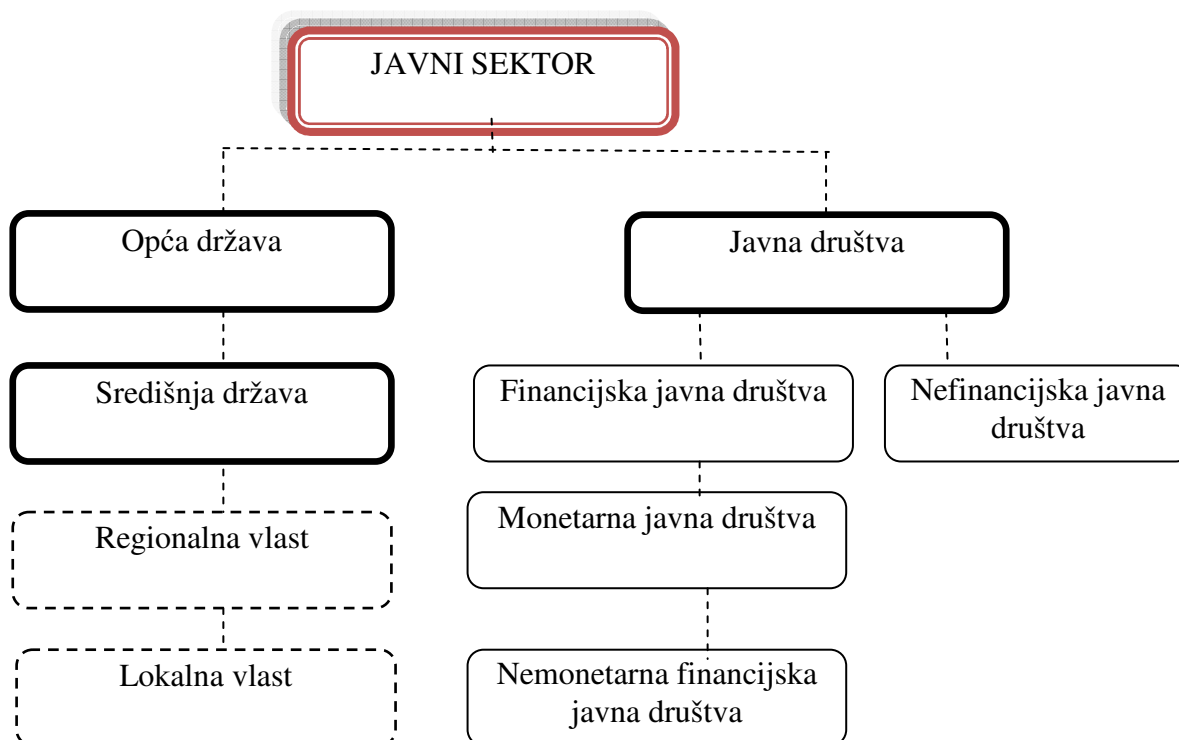 JAVNI SEKTOR
Opća država
Javna društva
Središnja država
Financijska javna društva
Nefinancijska javna
društva
Regionalna vlast
Monetarna javna društva
Lokalna vlast
Nemonetarna financijska
javna društva